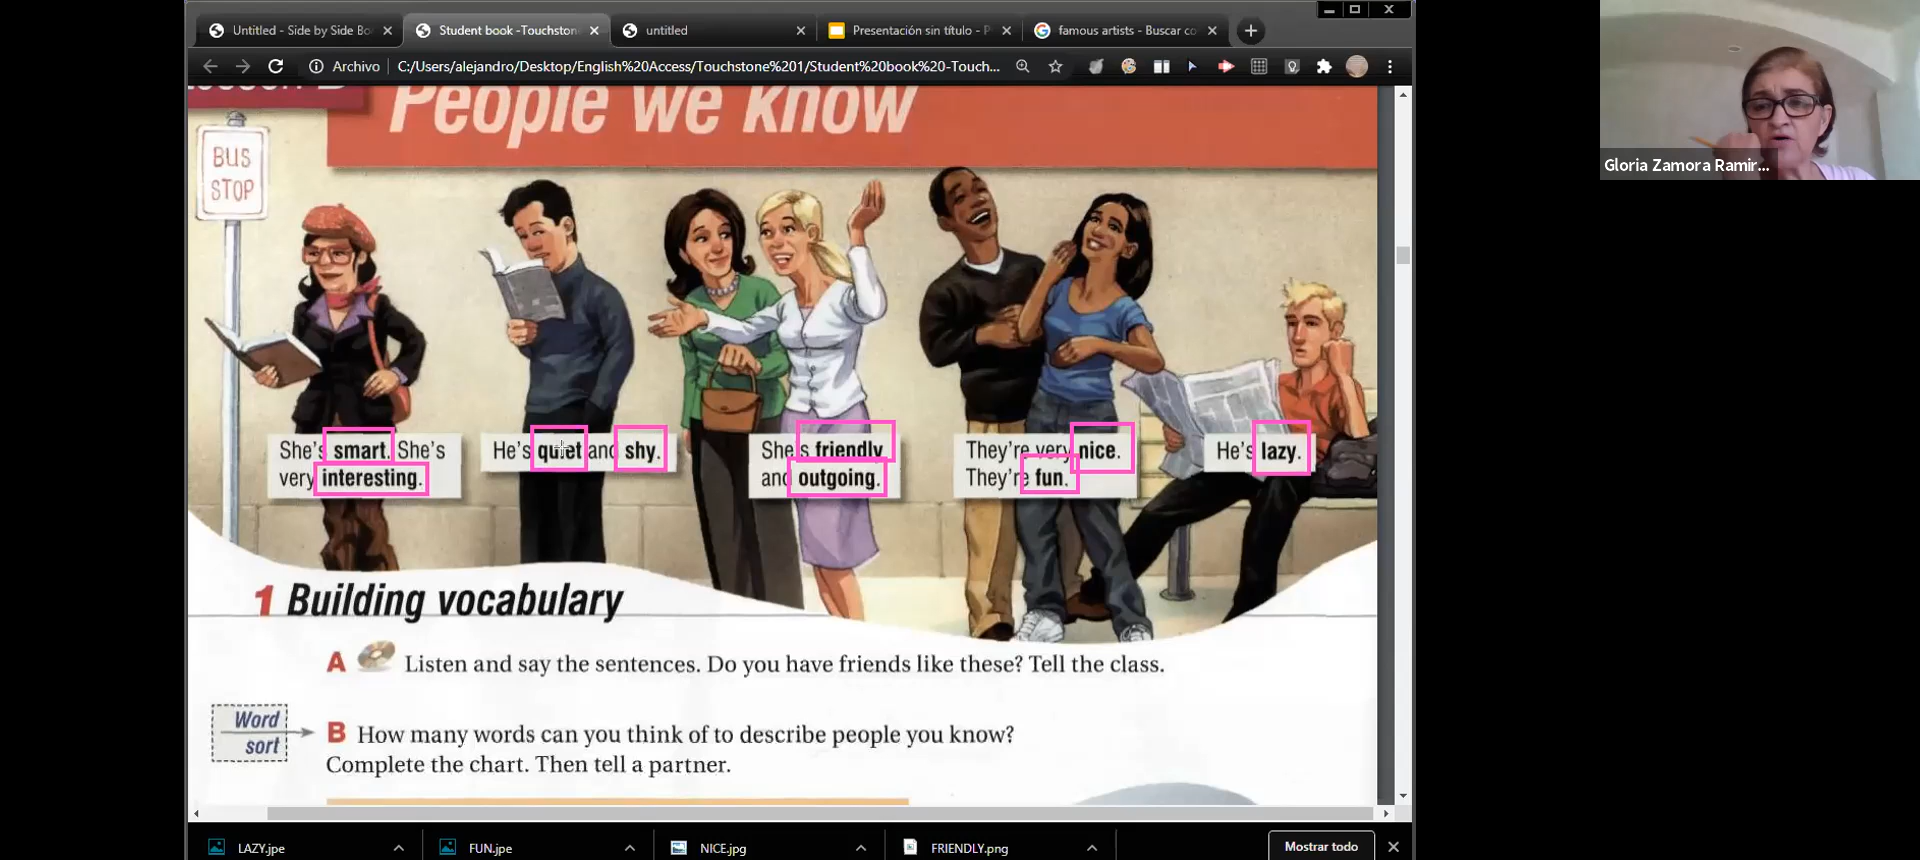 Untitled - Side by Side Bo
Student book -Touchston
untitled
Presentación sin título - P
famous artists - Buscar co
Archivo
C:/Users/alejandro/Desktop/English%20Access/Touchstone%201/Student%20book%20-Touch...
People we know
BUS
STOP
She's smart. She's
very interesting.
He's quiet and shy.
She's friendly
and outgoing.
They're very nice.
They're fun.
He's lazy.
1 Building vocabulary
A Listen and say the sentences. Do you have friends like these? Tell the class.
Word
sort
B How many words can you think of to describe people you know?
Complete the chart. Then tell a partner.
LAZY.jpe
FUN.jpe
NICE.jpg
FRIENDLY.png
Mostrar todo
Gloria Zamora Ramir...